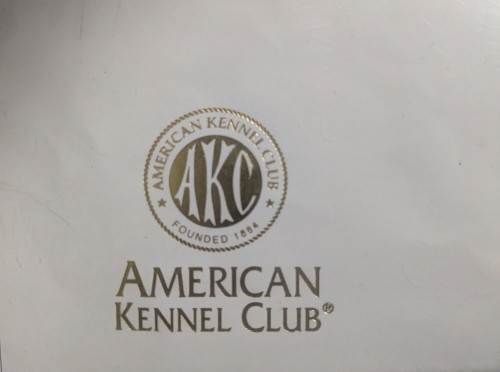 AMERICAN KENNEL CLUB
AKC
FOUNDED 1884
AMERICAN
KENNEL CLUB®